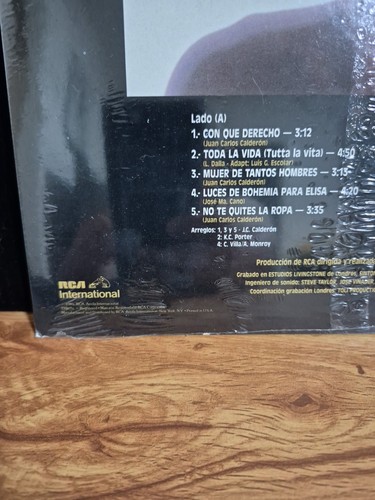 Lado (A)
1.- CON QUE DERECHO — 3:12
(Juan Carlos Calderón)
2.- TODA LA VIDA (Tutta la vita) — 4:50
(L. Dalla - Adapt: Luis G. Escolar)
3.- MUJER DE TANTOS HOMBRES — 3:15
(Juan Carlos Calderón)
4.- LUCES DE BOHEMIA PARA ELISA — 4:20
(José Ma. Cano)
5.- NO TE QUITES LA ROPA — 3:35
(Juan Carlos Calderón)
Arreglos: 1, 3 y 5 - J.C. Calderón
2: K.C. Porter
4: C. Villa/A. Monroy
Producción de RCA dirigida y realizada
Grabado en ESTUDIOS LIVINGSTONE de Londres,
Ingeniero de sonido: STEVE TAYLOR, JOSE VINADER,
Coordinación grabación Londres:
RCA
International